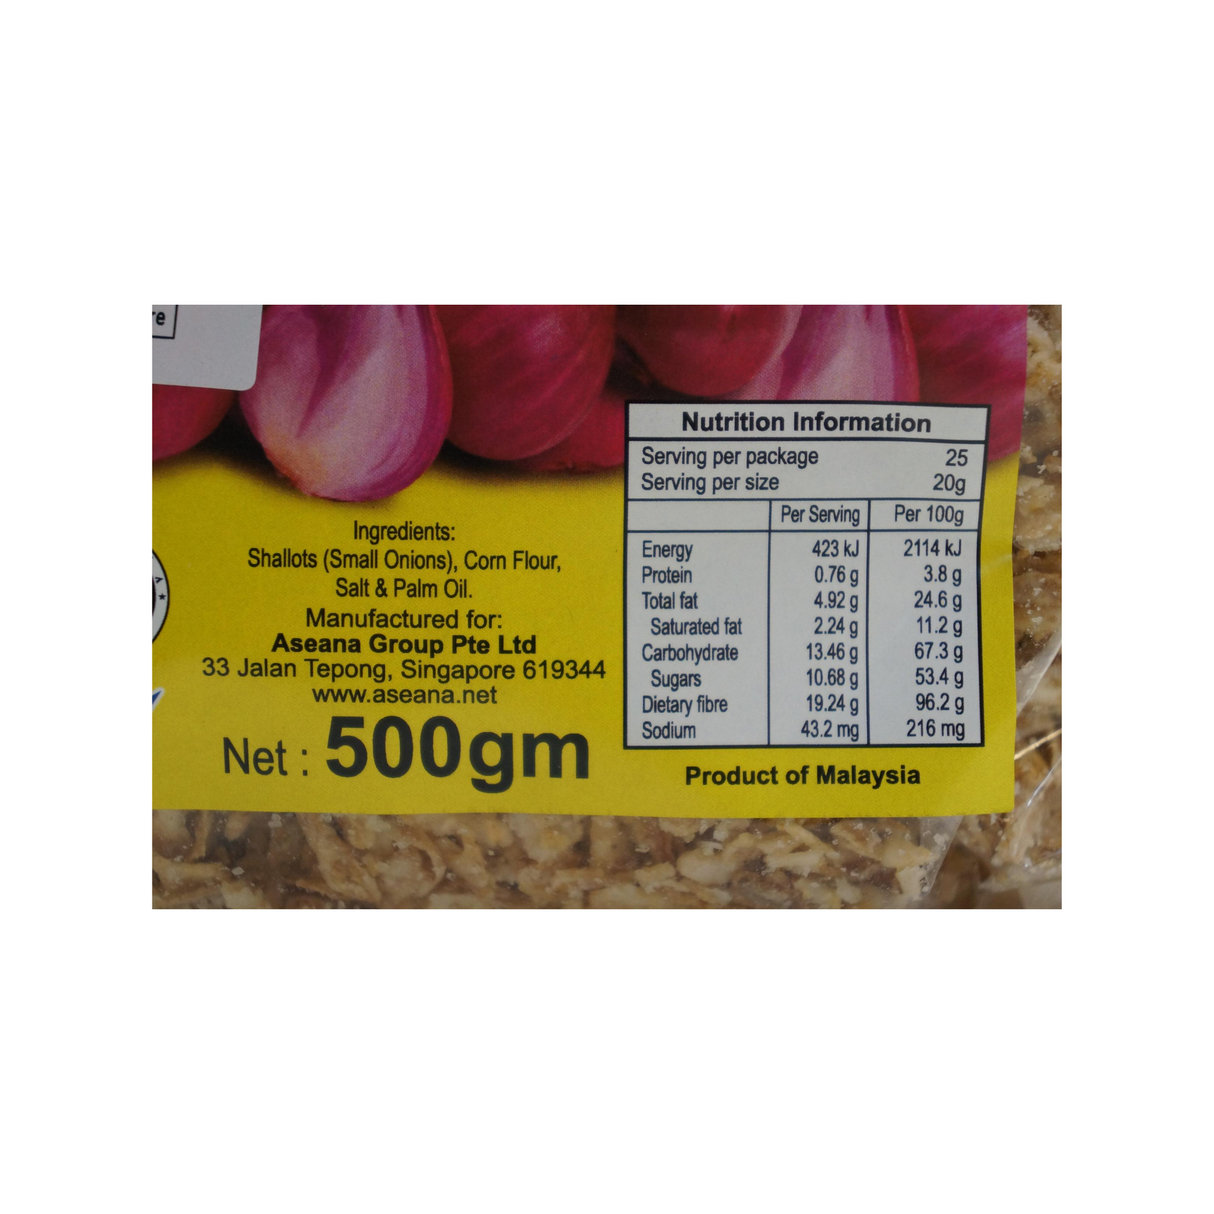 re
Ingredients:
Shallots (Small Onions), Corn Flour,
Salt & Palm Oil.
Manufactured for:
Aseana Group Pte Ltd
33 Jalan Tepong, Singapore 619344
www.aseana.net
Net : 500gm
Nutrition Information
Serving per package 25
Serving per size 20g
Per Serving Per 100g
Energy 423 kJ 2114 kJ
Protein 0.76 g 3.8 g
Total fat 4.92 g 24.6 g
Saturated fat 2.24 g 11.2 g
Carbohydrate 13.46 g 67.3 g
Sugars 10.68 g 53.4 g
Dietary fibre 19.24 g 96.2 g
Sodium 43.2 mg 216 mg
Product of Malaysia